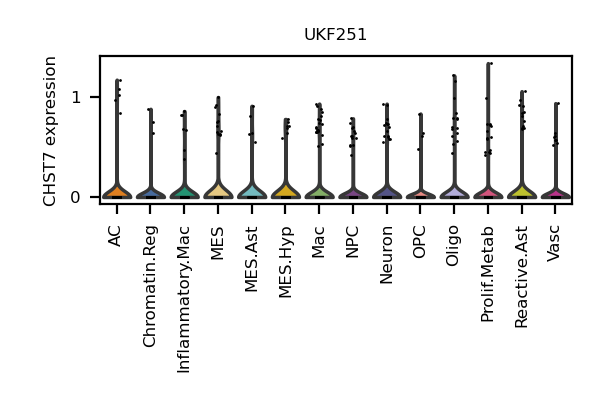 UKF251
CHST7 expression
1
0
AC
Chromatin.Reg
Inflammatory.Mac
MES
MES.Ast
MES.Hyp
Mac
NPC
Neuron
OPC
Oligo
Prolif.Metab
Reactive.Ast
Vasc